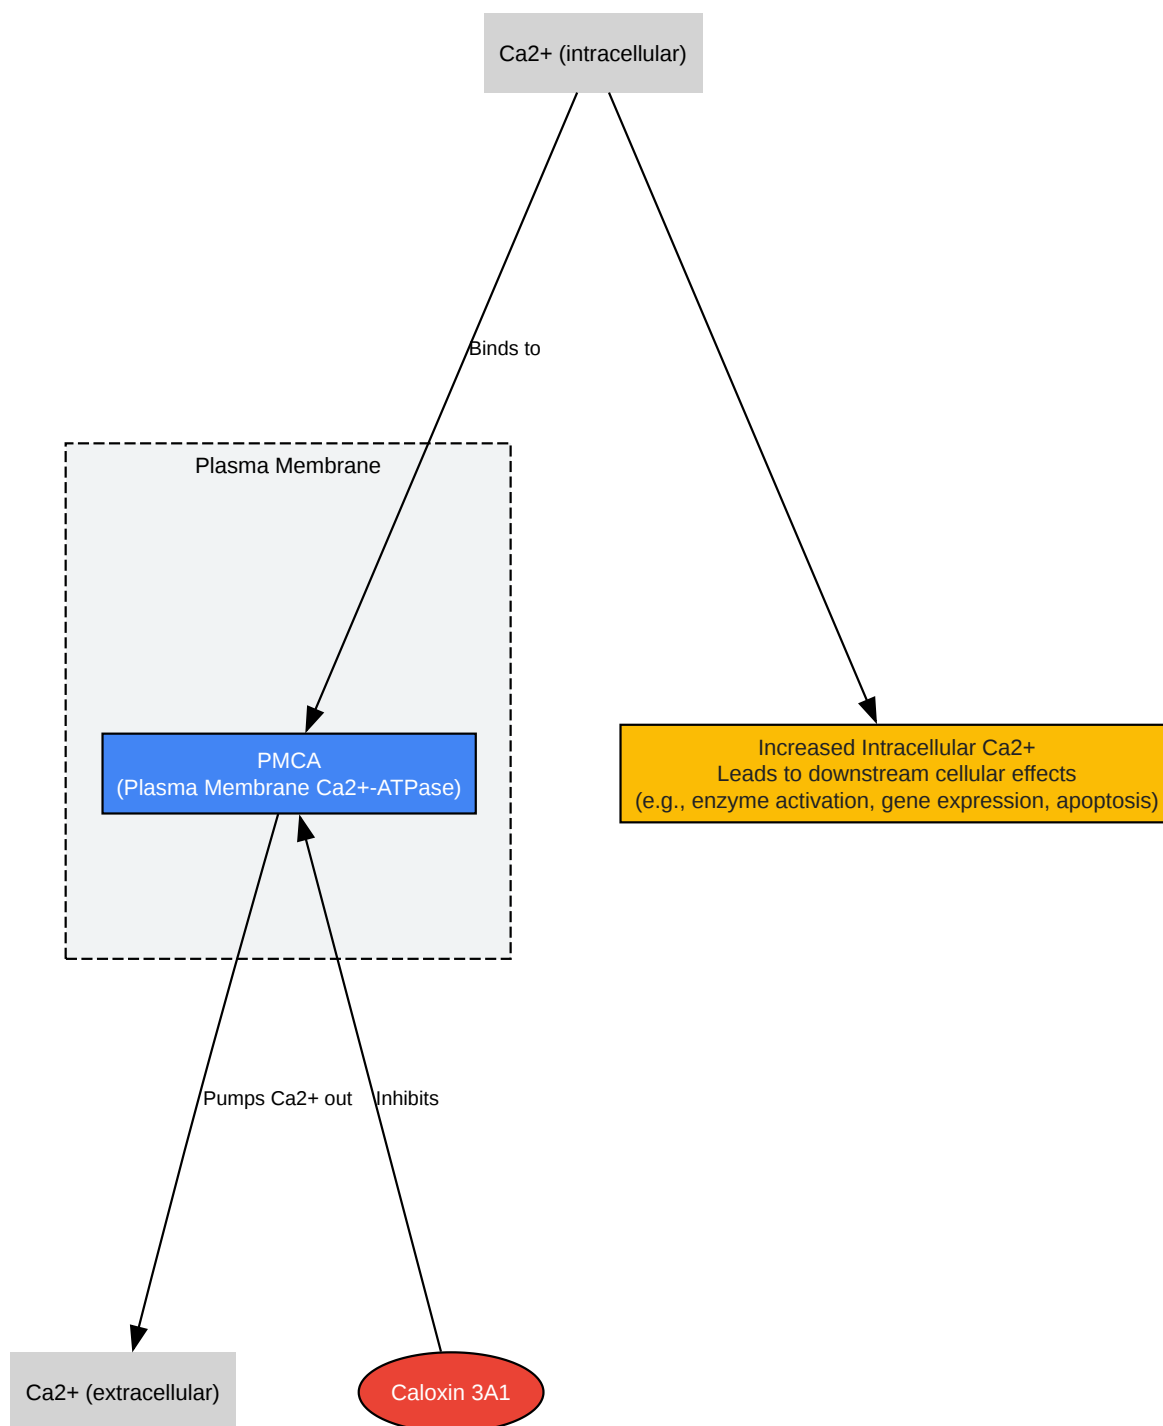 Ca2+ (intracellular)
Binds to
Plasma Membrane
PMCA
(Plasma Membrane Ca2+-ATPase)
Increased Intracellular Ca2+
Leads to downstream cellular effects
(e.g., enzyme activation, gene expression, apoptosis)
Pumps Ca2+ out
Inhibits
Ca2+ (extracellular)
Caloxin 3A1